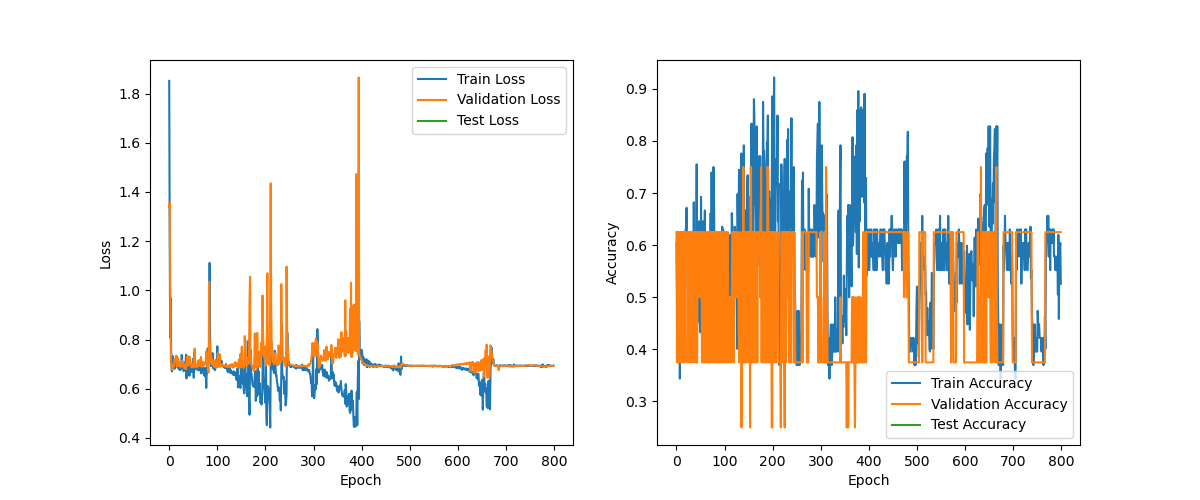 Train Loss
Validation Loss
Test Loss
1.8
1.6
1.4
1.2
1.0
0.8
0.6
0.4
Loss
0 100 200 300 400 500 600 700 800
Epoch
0.9
0.8
0.7
0.6
0.5
0.4
0.3
Accuracy
Train Accuracy
Validation Accuracy
Test Accuracy
0 100 200 300 400 500 600 700 800
Epoch